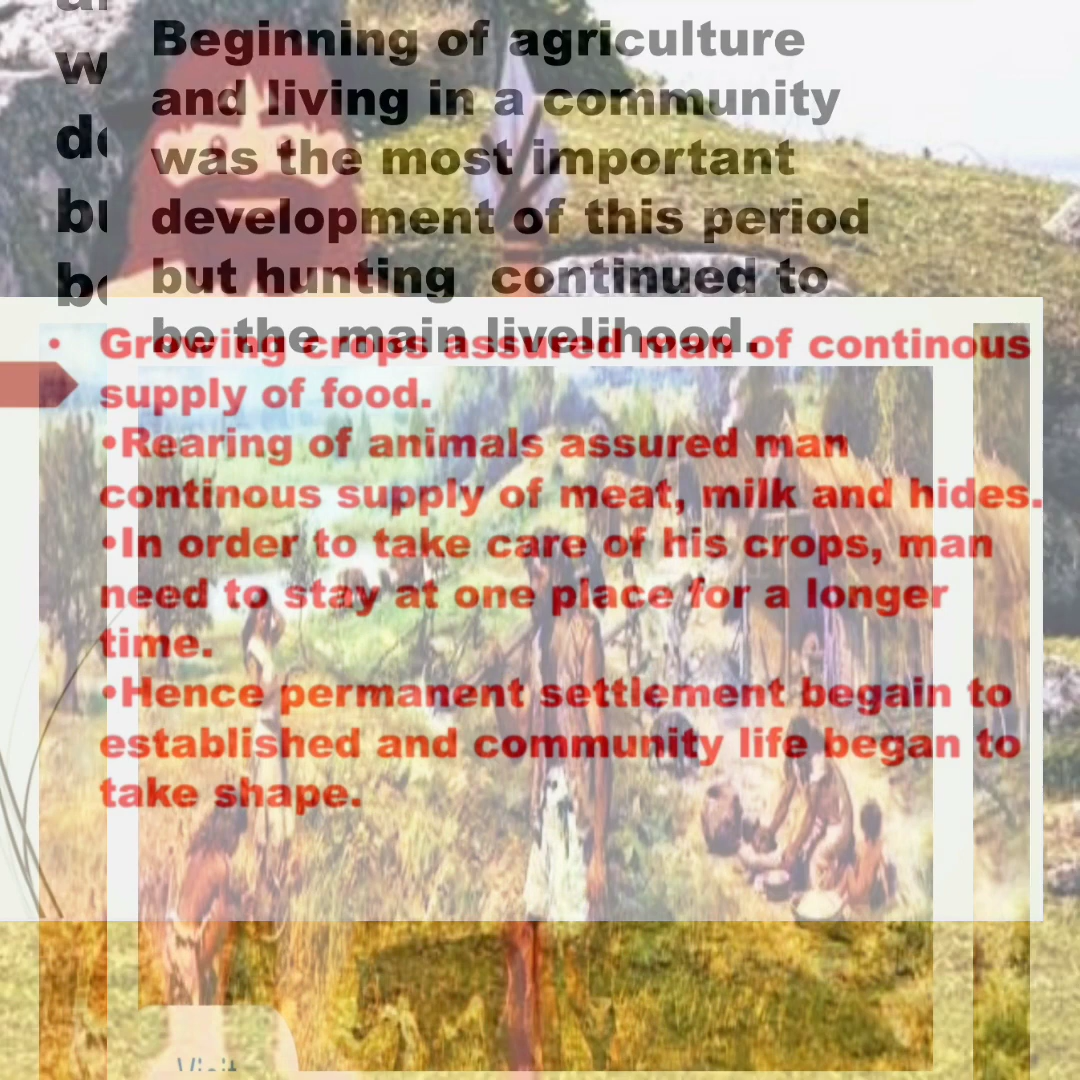 Beginning of agriculture
and living in a community
was the most important
development of this period
but hunting continued to
be the main livelihood.
• Growing crops assured man of continous
supply of food.
•Rearing of animals assured man
continous supply of meat, milk and hides.
•In order to take care of his crops, man
need to stay at one place for a longer
time.
•Hence permanent settlement begain to
established and community life began to
take shape.